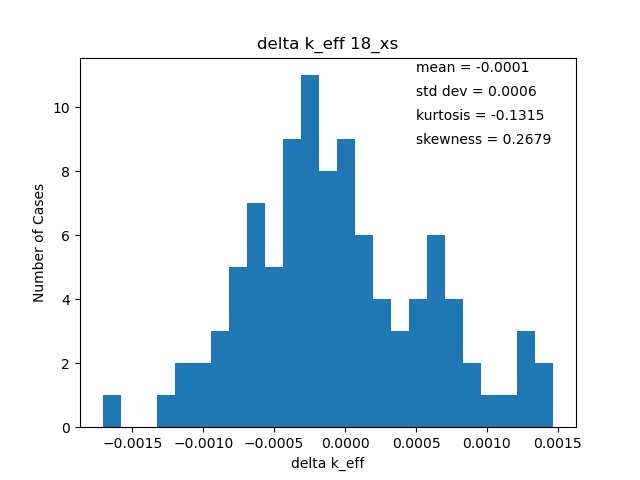 delta k_eff 18_xs
mean = -0.0001
std dev = 0.0006
kurtosis = -0.1315
skewness = 0.2679
Number of Cases
10
8
6
4
2
0
−0.0015 −0.0010 −0.0005 0.0000 0.0005 0.0010 0.0015
delta k_eff